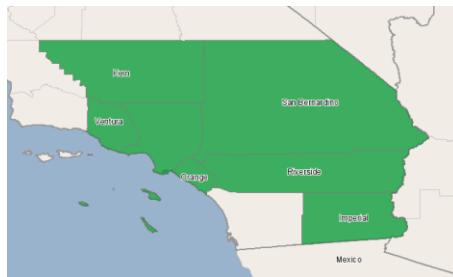 Kern
San Bernardino
Ventura
Orange
Riverside
Imperial
Mexico